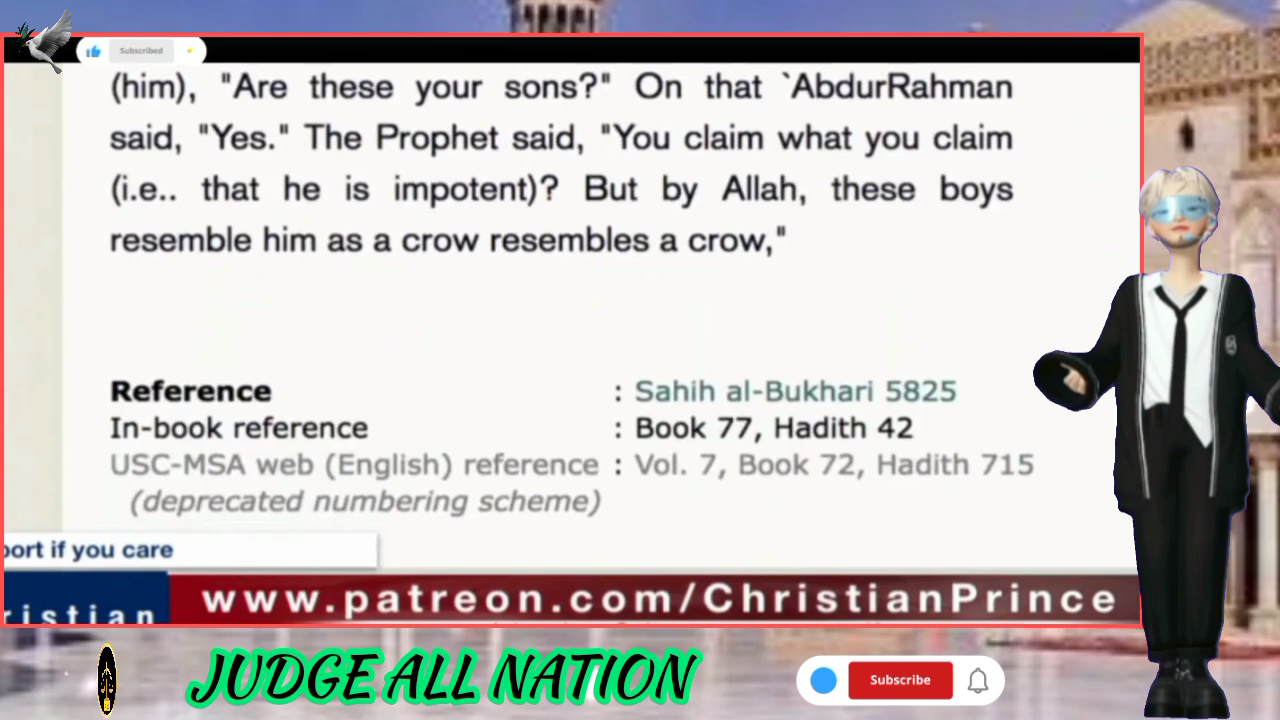 Subscribed
(him), "Are these your sons?" On that `AbdurRahman
said, "Yes." The Prophet said, "You claim what you claim
(i.e.. that he is impotent)? But by Allah, these boys
resemble him as a crow resembles a crow,"
Reference : Sahih al-Bukhari 5825
In-book reference : Book 77, Hadith 42
USC-MSA web (English) reference : Vol. 7, Book 72, Hadith 715
(deprecated numbering scheme)
port if you care
ristian
www.patreon.com/ChristianPrince
JUDGE ALL NATION
Subscribe